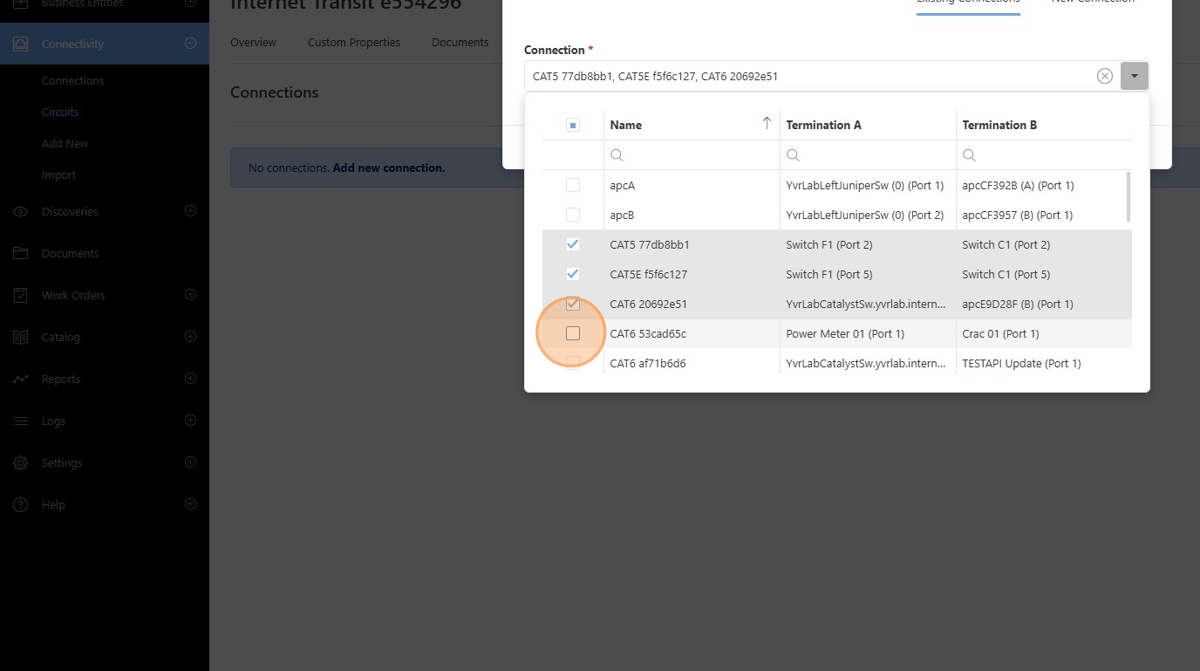 Business Entities
Internet Transit e554296
Existing Connections
New Connection
Connectivity
Overview
Custom Properties
Documents
Connection *
Connections
CAT5 77db8bb1, CAT5E f5f6c127, CAT6 20692e51
Connections
Circuits
Name
Termination A
Termination B
Add New
No connections. Add new connection.
Import
apcA
YvrLabLeftJuniperSw (0) (Port 1)
apcCF392B (A) (Port 1)
Discoveries
apcB
YvrLabLeftJuniperSw (0) (Port 2)
apcCF3957 (B) (Port 1)
Documents
CAT5 77db8bb1
Switch F1 (Port 2)
Switch C1 (Port 2)
CAT5E f5f6c127
Switch F1 (Port 5)
Switch C1 (Port 5)
Work Orders
CAT6 20692e51
YvrLabCatalystSw.yvrlab.intern...
apcE9D28F (B) (Port 1)
Catalog
CAT6 53cad65c
Power Meter 01 (Port 1)
Crac 01 (Port 1)
CAT6 af71b6d6
YvrLabCatalystSw.yvrlab.intern...
TESTAPI Update (Port 1)
Reports
Logs
Settings
Help